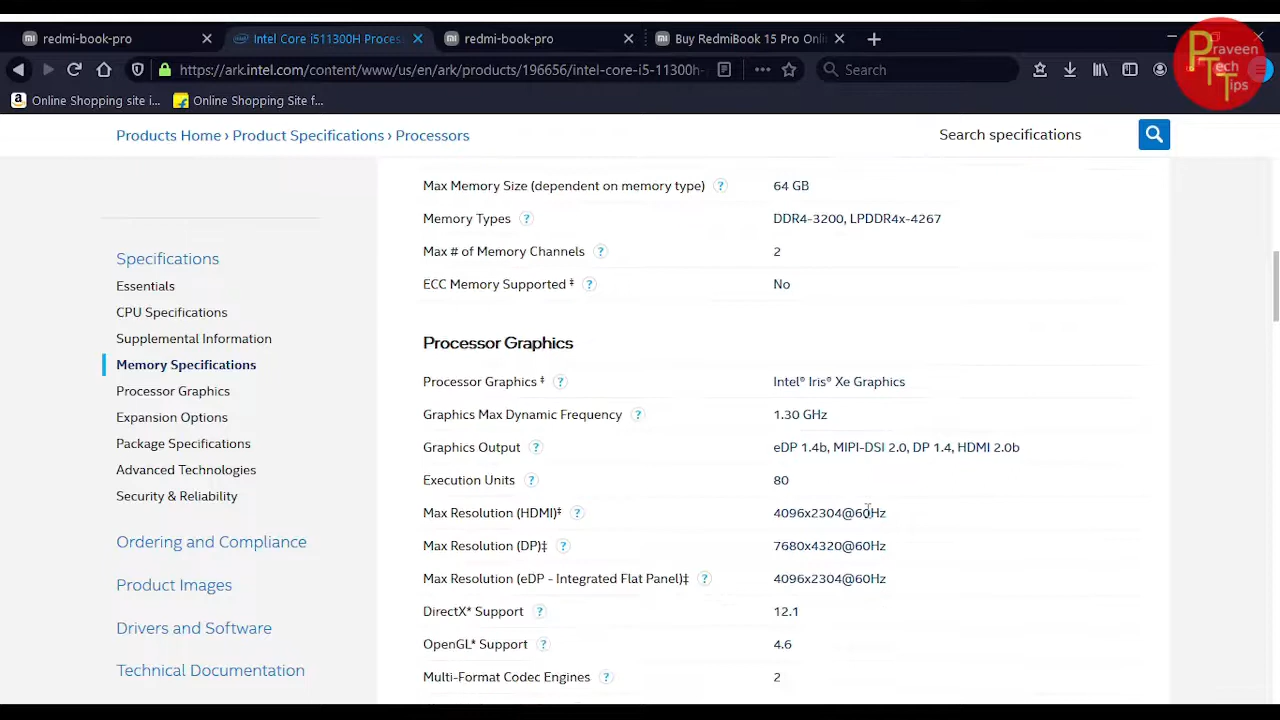 redmi-book-pro
Intel Core i511300H Proces
redmi-book-pro
Buy RedmiBook 15 Pro Onli
https://ark.intel.com/content/www/us/en/ark/products/196656/intel-core-i5-11300h-
Search
Praveen
Tech
Tips
Online Shopping site i...
Online Shopping Site f...
Products Home › Product Specifications › Processors
Search specifications
Max Memory Size (dependent on memory type) ? 64 GB
Memory Types ? DDR4-3200, LPDDR4x-4267
Max # of Memory Channels ? 2
ECC Memory Supported ‡ ? No
Processor Graphics
Processor Graphics ‡ ? Intel® Iris® Xe Graphics
Graphics Max Dynamic Frequency ? 1.30 GHz
Graphics Output ? eDP 1.4b, MIPI-DSI 2.0, DP 1.4, HDMI 2.0b
Execution Units ? 80
Max Resolution (HDMI)‡ ? 4096x2304@60Hz
Max Resolution (DP)‡ ? 7680x4320@60Hz
Max Resolution (eDP - Integrated Flat Panel)‡ ? 4096x2304@60Hz
DirectX* Support ? 12.1
OpenGL* Support ? 4.6
Multi-Format Codec Engines ? 2
Specifications
Essentials
CPU Specifications
Supplemental Information
Memory Specifications
Processor Graphics
Expansion Options
Package Specifications
Advanced Technologies
Security & Reliability
Ordering and Compliance
Product Images
Drivers and Software
Technical Documentation